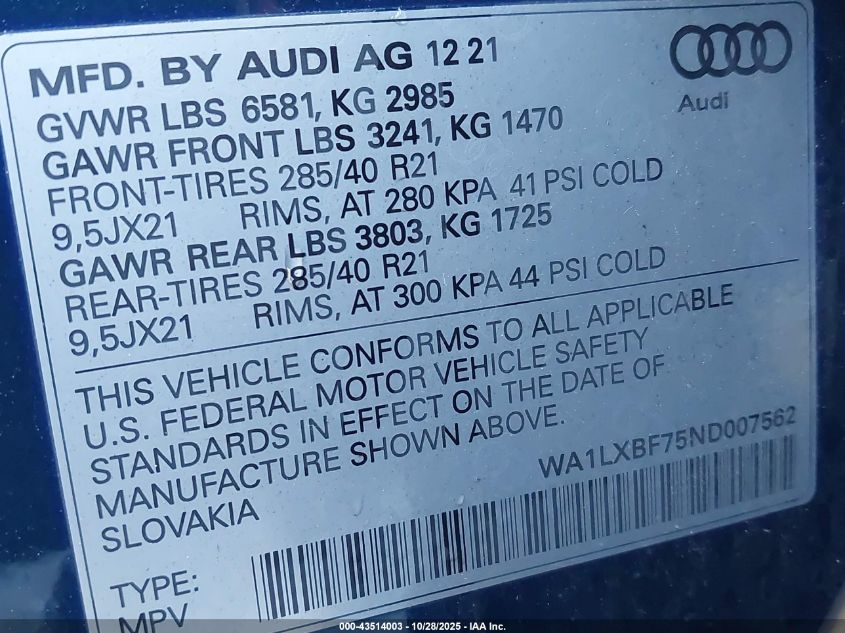 MFD. BY AUDI AG 12 21
Audi
GVWR LBS 6581, KG 2985
GAWR FRONT LBS 3241, KG 1470
FRONT-TIRES 285/40 R21
9,5JX21 RIMS, AT 280 KPA 41 PSI COLD
GAWR REAR LBS 3803, KG 1725
REAR-TIRES 285/40 R21
9,5JX21 RIMS, AT 300 KPA 44 PSI COLD
THIS VEHICLE CONFORMS TO ALL APPLICABLE
U.S. FEDERAL MOTOR VEHICLE SAFETY
STANDARDS IN EFFECT ON THE DATE OF
MANUFACTURE SHOWN ABOVE.
SLOVAKIA
WA1LXBF75ND007562
TYPE:
MPV
000-43514003 - 10/28/2025 - IAA Inc.